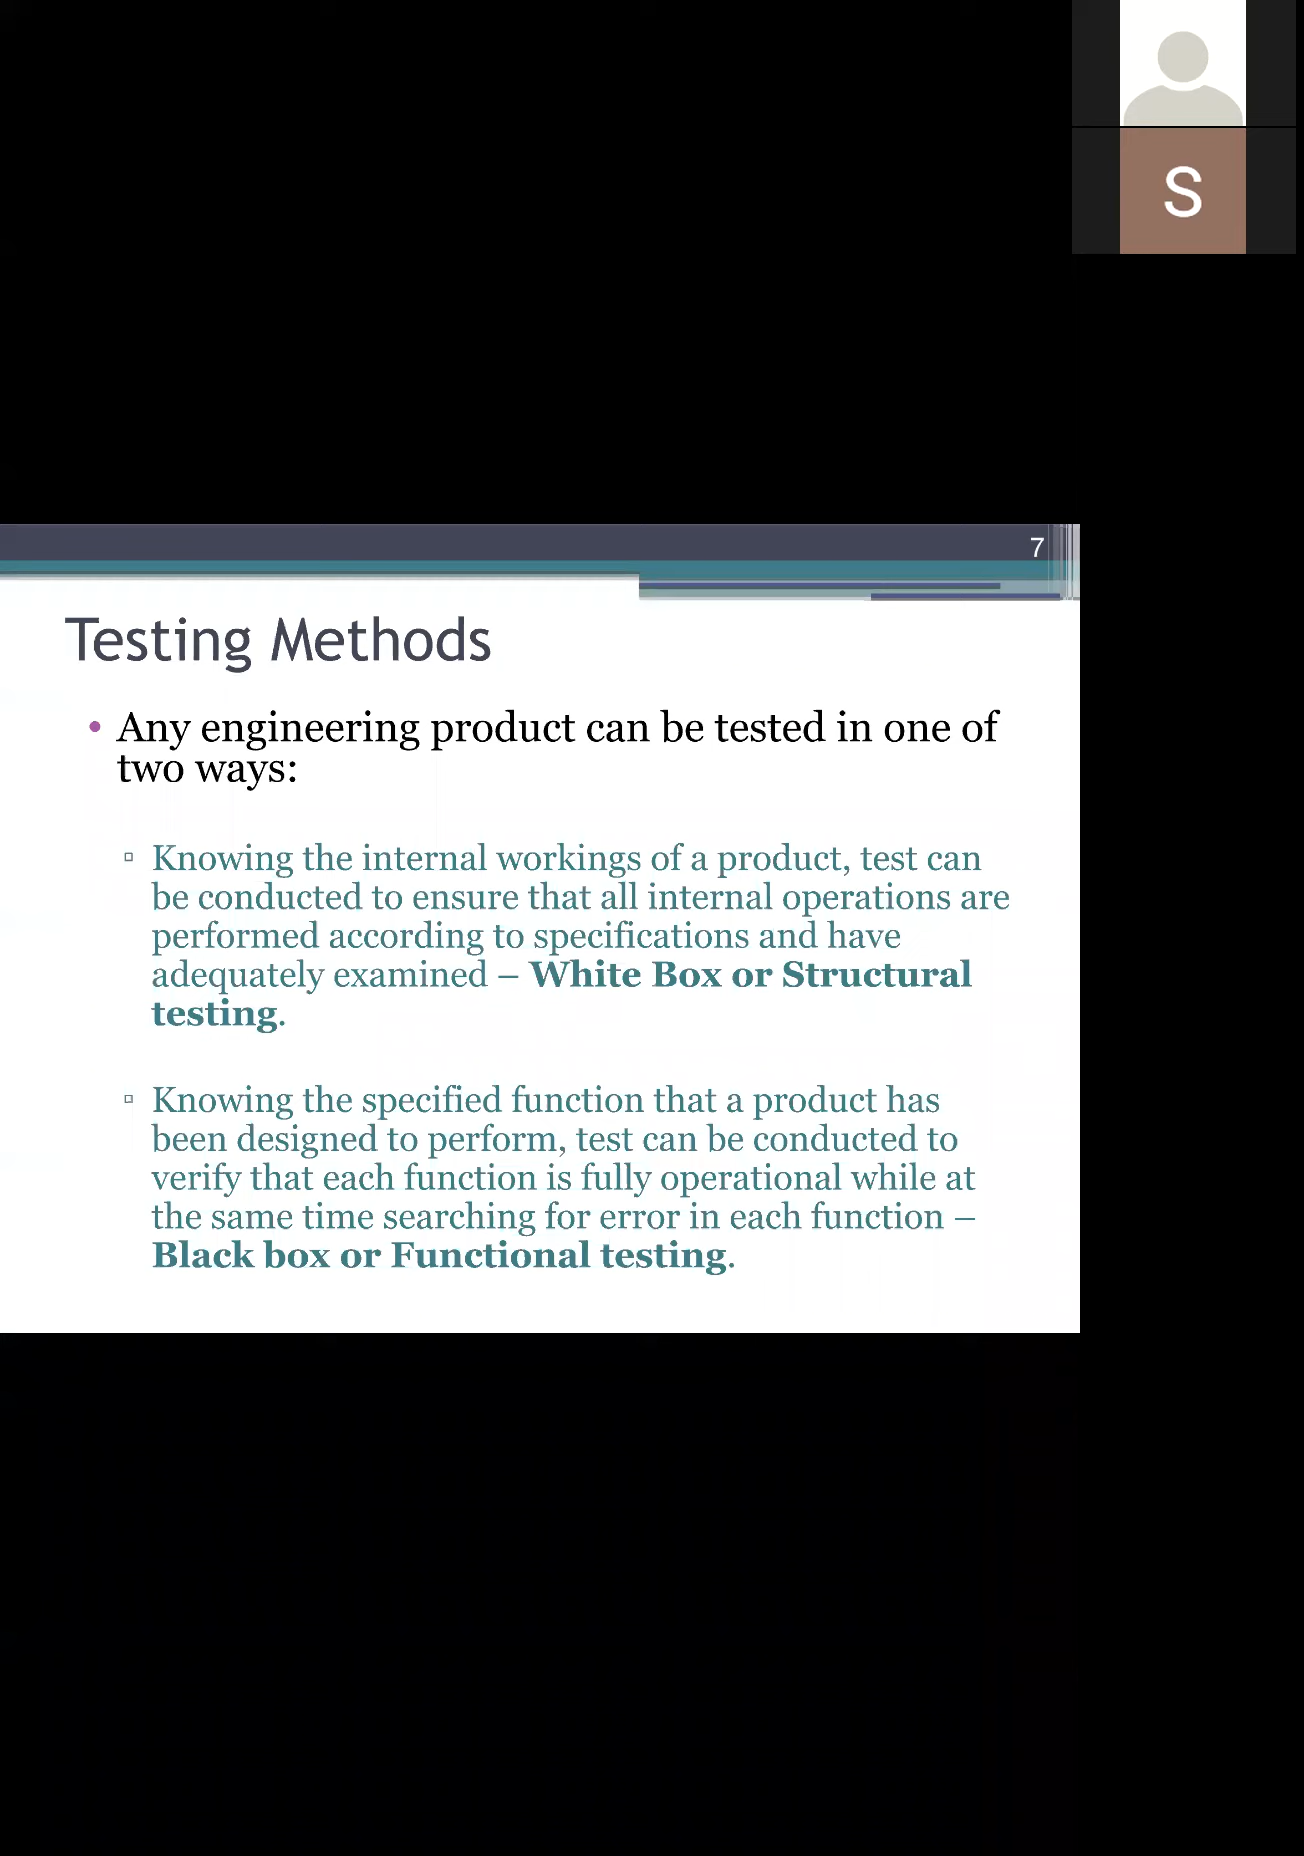 S
7
Testing Methods
• Any engineering product can be tested in one of
two ways:
▫ Knowing the internal workings of a product, test can
be conducted to ensure that all internal operations are
performed according to specifications and have
adequately examined – White Box or Structural
testing.
▫ Knowing the specified function that a product has
been designed to perform, test can be conducted to
verify that each function is fully operational while at
the same time searching for error in each function –
Black box or Functional testing.